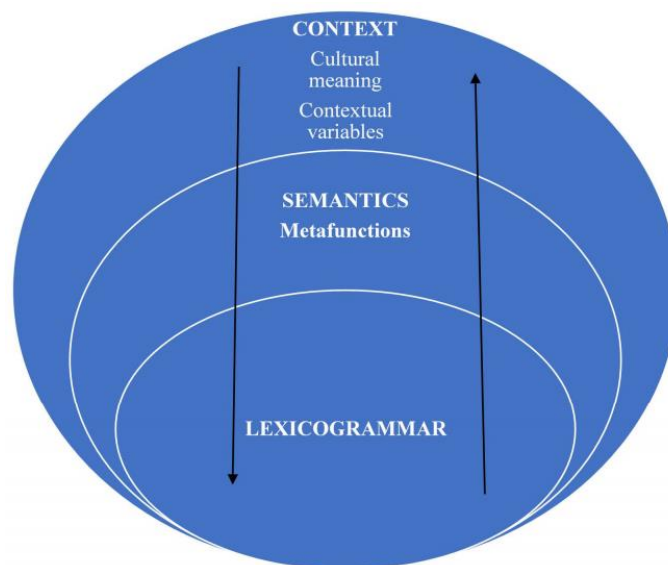 CONTEXT
Cultural
meaning
Contextual
variables
SEMANTICS
Metafunctions
LEXICOGRAMMAR